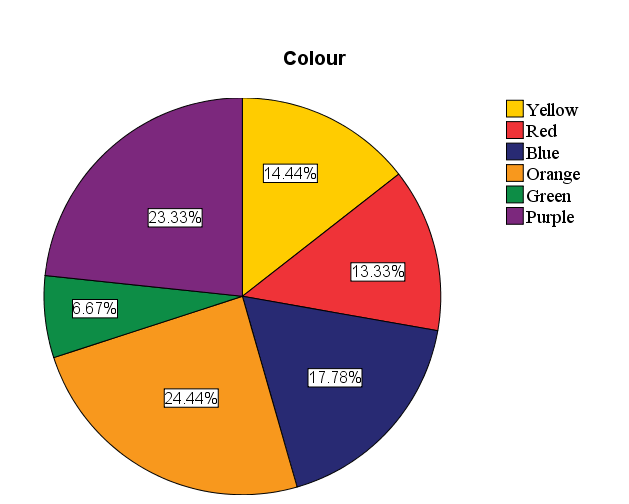 Colour
Yellow
Red
Blue
Orange
Green
Purple
14.44%
23.33%
13.33%
6.67%
17.78%
24.44%